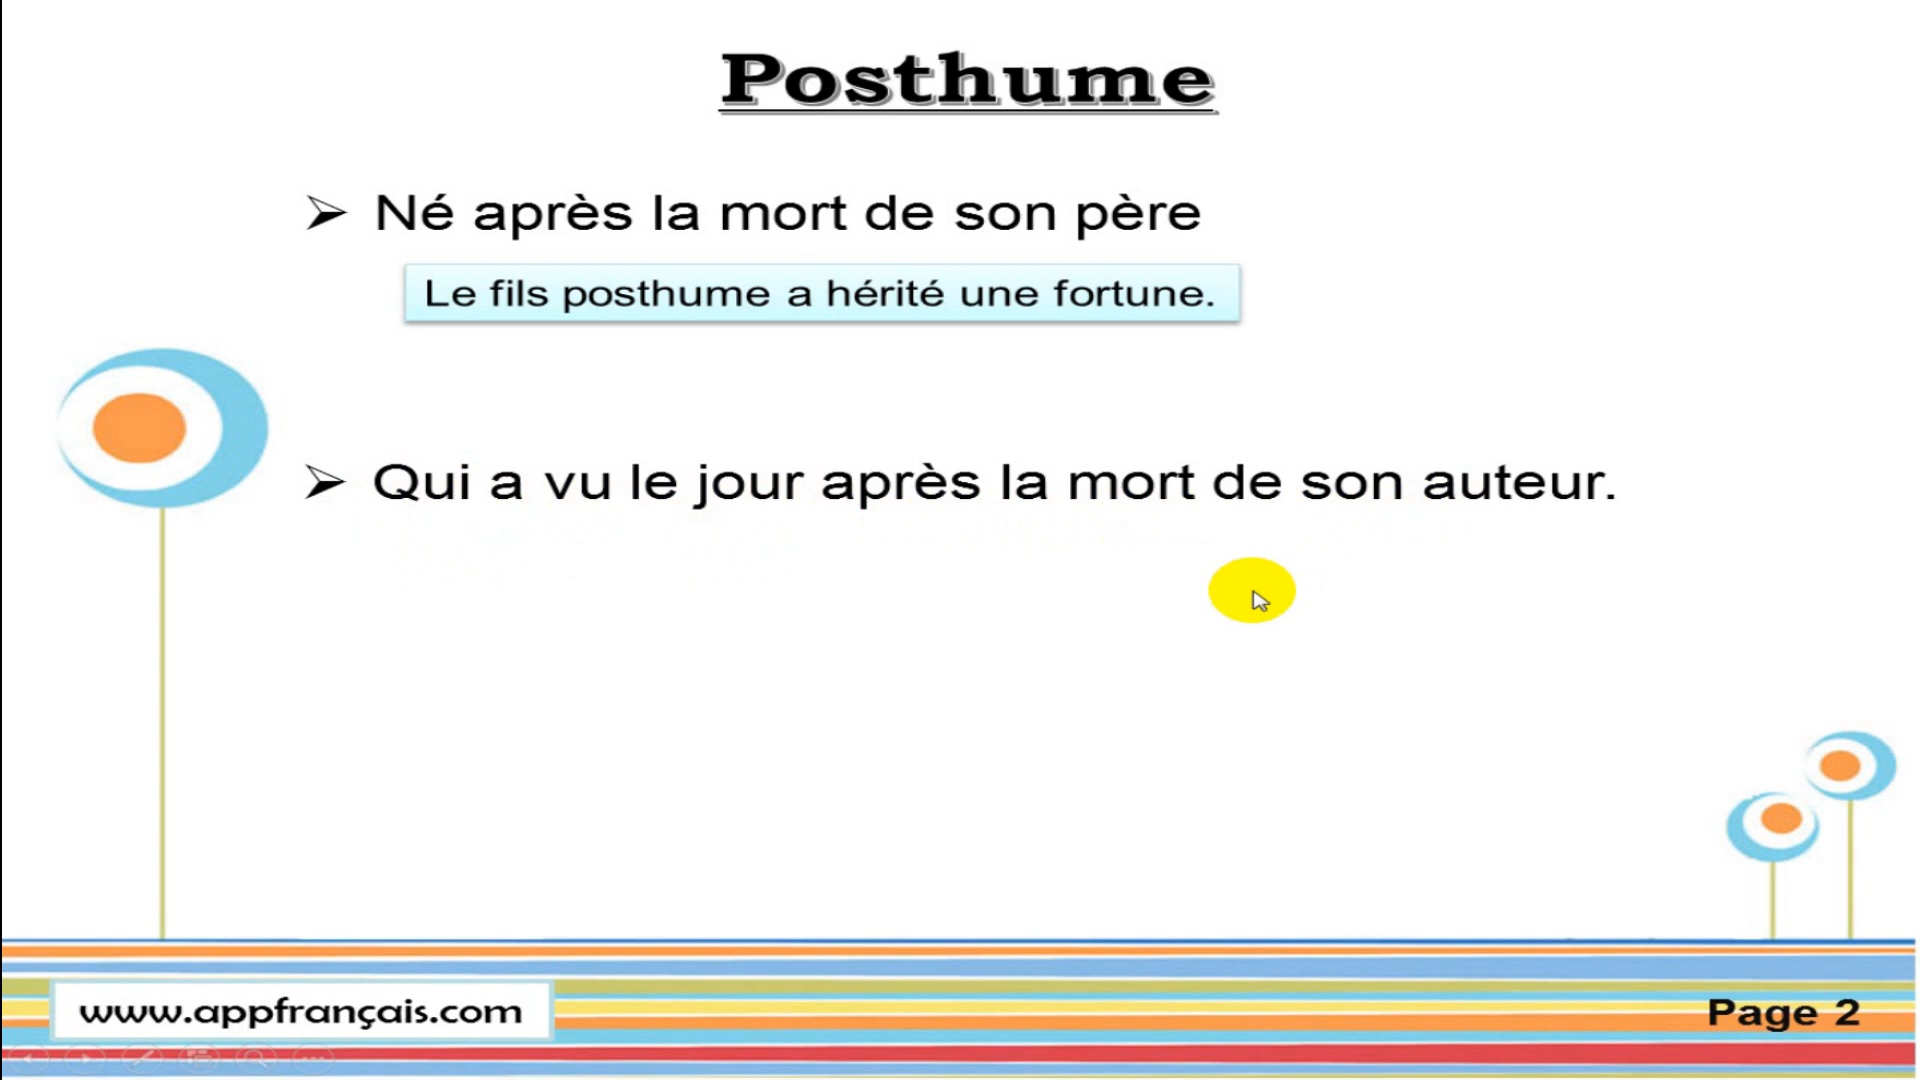 Posthume
➢ Né après la mort de son père
Le fils posthume a hérité une fortune.
➢ Qui a vu le jour après la mort de son auteur.
www.appfrançais.com
Page 2